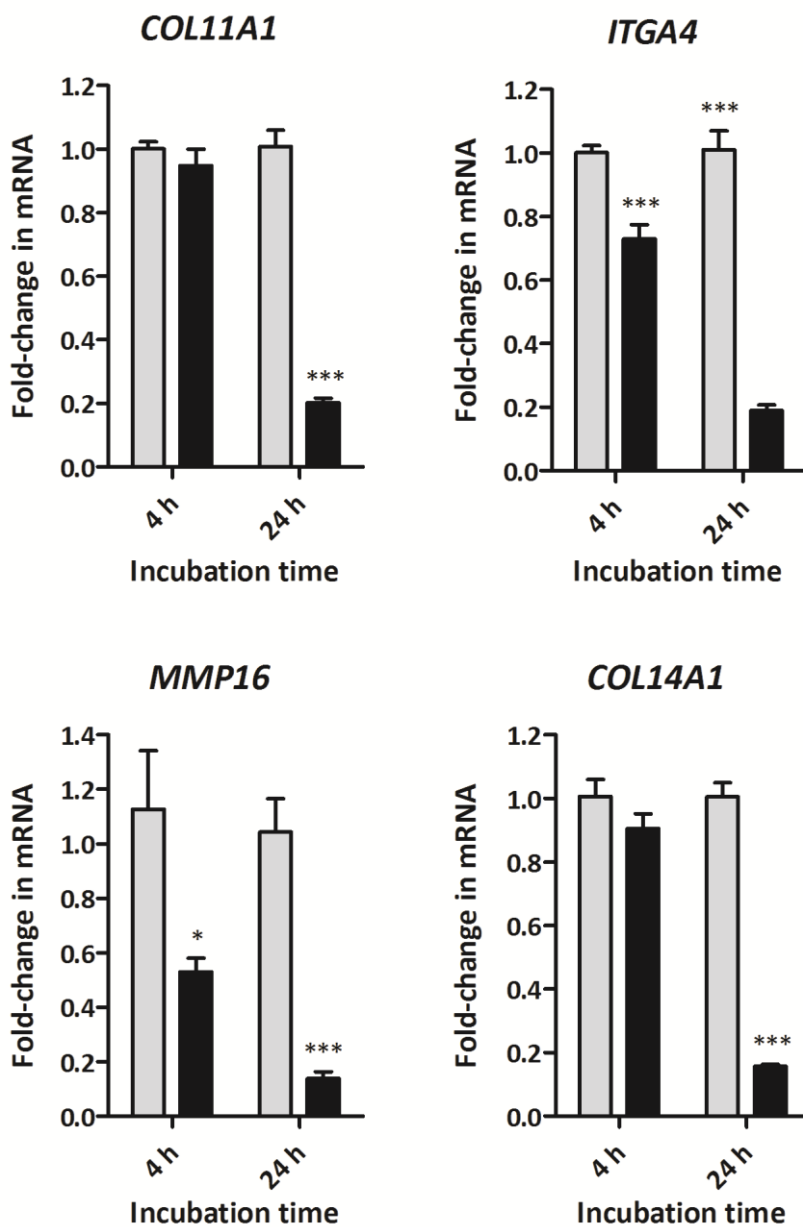 COL11A1
Fold-change in mRNA
1.2
1.0
0.8
0.6
0.4
0.2
0.0
***
4 h
24 h
Incubation time
ITGA4
Fold-change in mRNA
1.2
1.0
0.8
0.6
0.4
0.2
0.0
***
***
4 h
24 h
Incubation time
MMP16
Fold-change in mRNA
1.4
1.2
1.0
0.8
0.6
0.4
0.2
0.0
*
***
4 h
24 h
Incubation time
COL14A1
Fold-change in mRNA
1.2
1.0
0.8
0.6
0.4
0.2
0.0
***
4 h
24 h
Incubation time